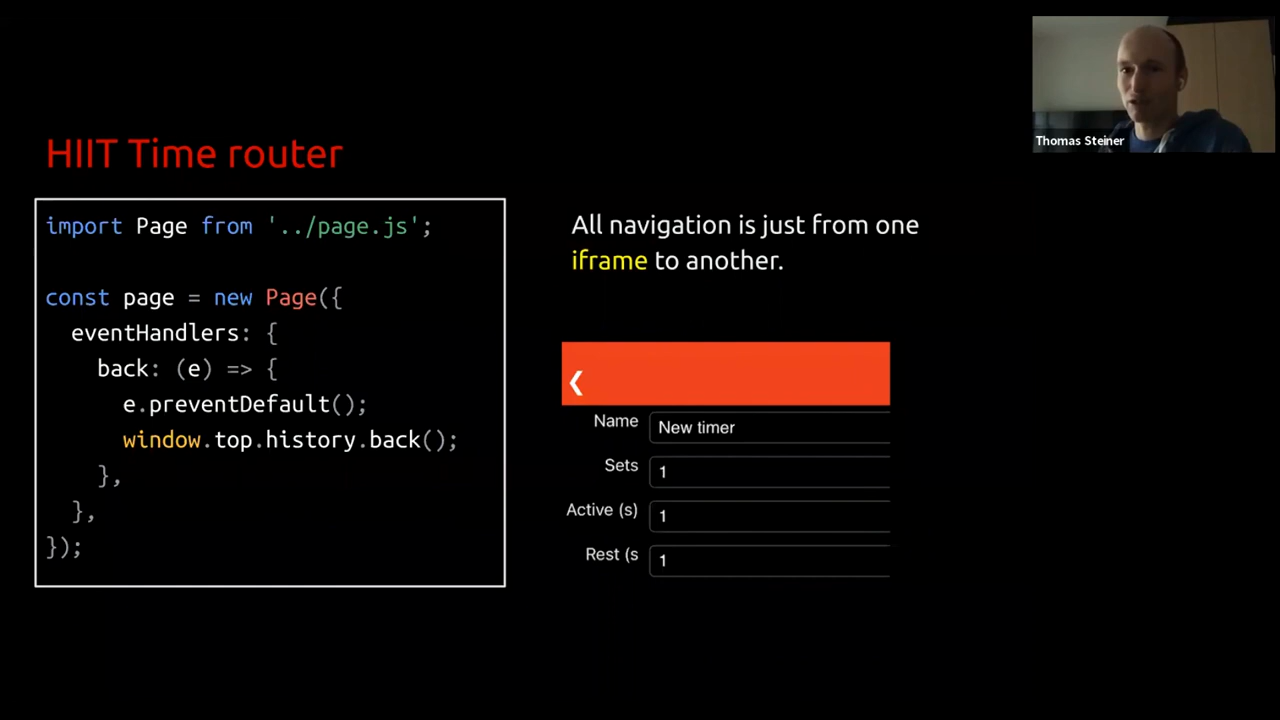 Thomas Steiner
HIIT Time router
import Page from '../page.js';
const page = new Page({
eventHandlers: {
back: (e) => {
e.preventDefault();
window.top.history.back();
},
},
});
All navigation is just from one
iframe to another.
❮
Name New timer
Sets 1
Active (s) 1
Rest (s 1